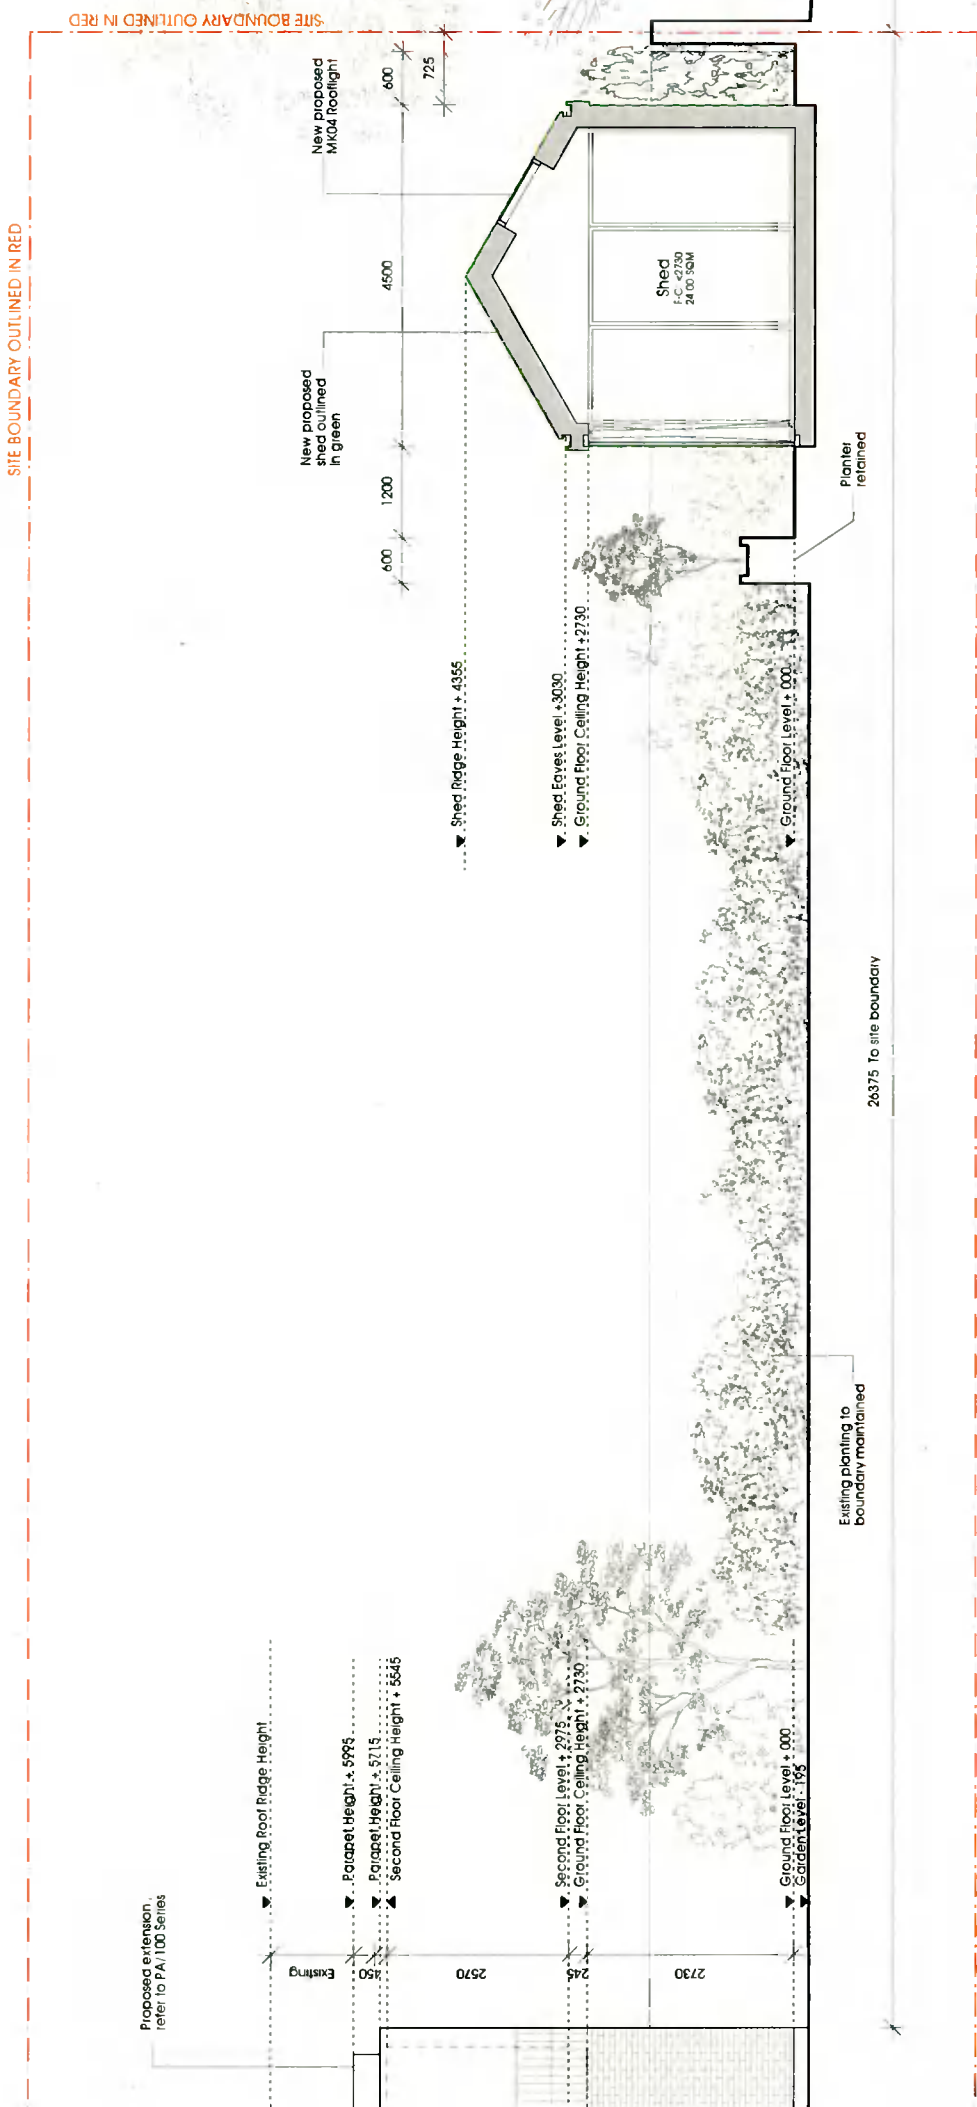 SITE BOUNDARY OUTLINED IN RED
SITE BOUNDARY OUTLINED IN RED
Proposed extension,
refer to PA/100 Series
Existing Roof Ridge Height
Parapet Height + 5995
Parapet Height + 5715
Second Floor Ceiling Height + 5545
Second Floor Level + 2975
Ground Floor Ceiling Height + 2730
Ground Floor Level + 000
Garden Level - 195
Existing
450
2570
245
2730
Existing planting to
boundary maintained
26375 To site boundary
Shed Ridge Height + 4355
Shed Eaves Level +3030
Ground Floor Ceiling Height +2730
Ground Floor Level + 000
Planter
retained
600
1200
4500
600
725
New proposed
shed outlined
in green
New proposed
MK04 Rooflight
Shed
F-C: <2730
24.00 SQM